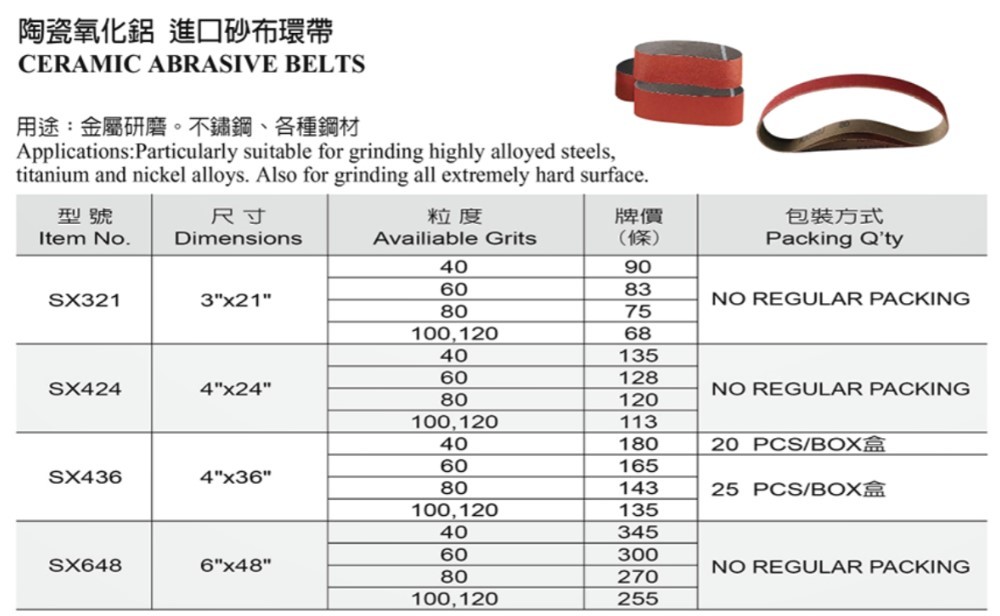 陶瓷氧化鋁 進口砂布環帶
CERAMIC ABRASIVE BELTS
用途：金屬研磨。不鏽鋼、各種鋼材
Applications:Particularly suitable for grinding highly alloyed steels,
titanium and nickel alloys. Also for grinding all extremely hard surface.
型 號 尺 寸 粒 度 牌價 包裝方式
Item No. Dimensions Availiable Grits （條） Packing Q'ty
SX321 3"x21" NO REGULAR PACKING
40 90
60 83
80 75
100,120 68
SX424 4"x24" NO REGULAR PACKING
40 135
60 128
80 120
100,120 113
SX436 4"x36"
40 180 20 PCS/BOX盒
60 165 25 PCS/BOX盒
80 143
100,120 135
SX648 6"x48" NO REGULAR PACKING
40 345
60 300
80 270
100,120 255